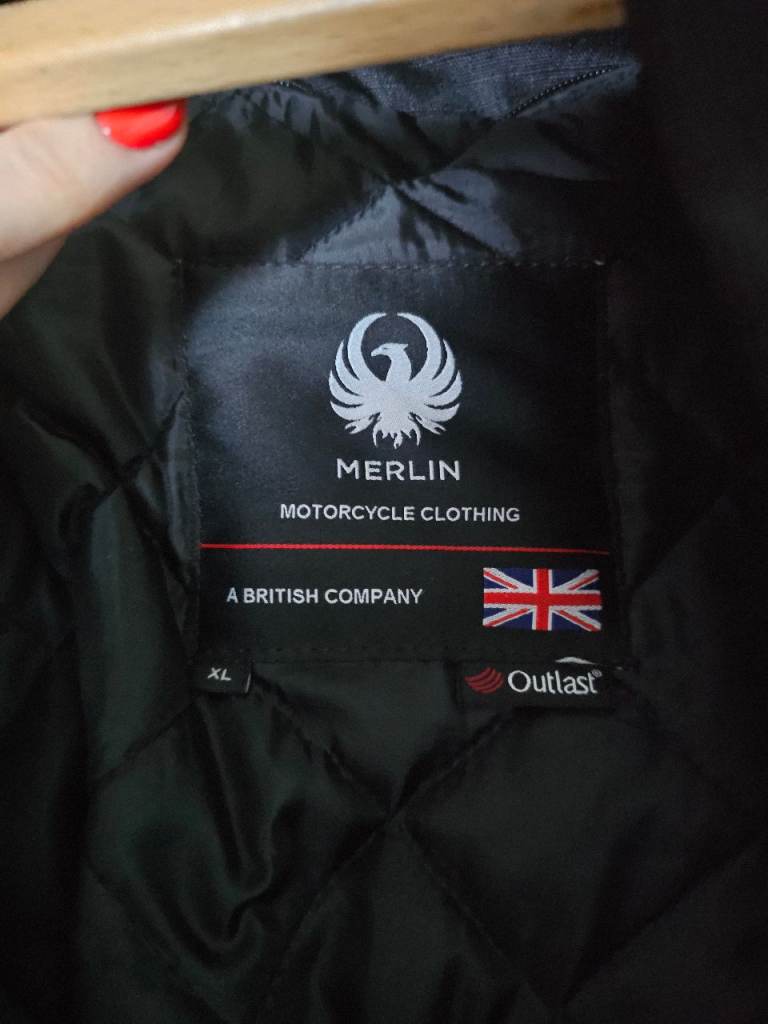 MERLIN
MOTORCYCLE CLOTHING
A BRITISH COMPANY
XL
Outlast®